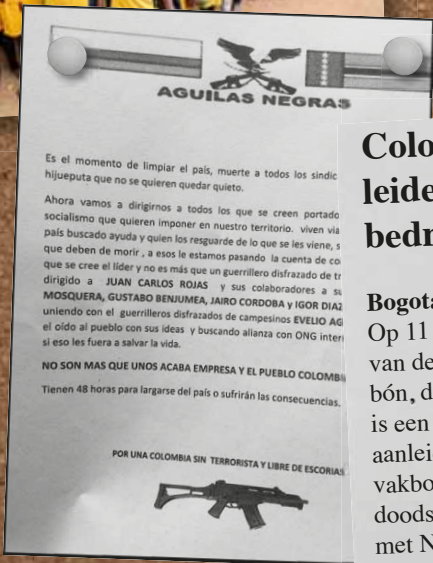 AGUILAS NEGRAS
Es el momento de limpiar el país, muerte a todos los sindic
hijueputa que no se quieren quedar quieto.
Ahora vamos a dirigirnos a todos los que se creen portado
socialismo que quieren imponer en nuestro territorio. viven via
país buscado ayuda y quien los resguarde de lo que se les viene, s
que deben de morir , a esos le estamos pasando la cuenta de co
que se cree el líder y no es más que un guerrillero disfrazado de tr
dirigido a JUAN CARLOS ROJAS y sus colaboradores a su
MOSQUERA, GUSTABO BENJUMEA, JAIRO CORDOBA y IGOR DIAZ
uniendo con el guerrilleros disfrazados de campesinos EVELIO AG
el oído al pueblo con sus ideas y buscando alianza con ONG inter
si eso les fuera a salvar la vida.
NO SON MAS QUE UNOS ACABA EMPRESA Y EL PUEBLO COLOMBI
Tienen 48 horas para largarse del país o sufrirán las consecuencias.
POR UNA COLOMBIA SIN TERRORISTA Y LIBRE DE ESCORIAS
Colo
leide
bedr
Bogota
Op 11
van de
bón, d
is een
aanlei
vakbo
doods
met N